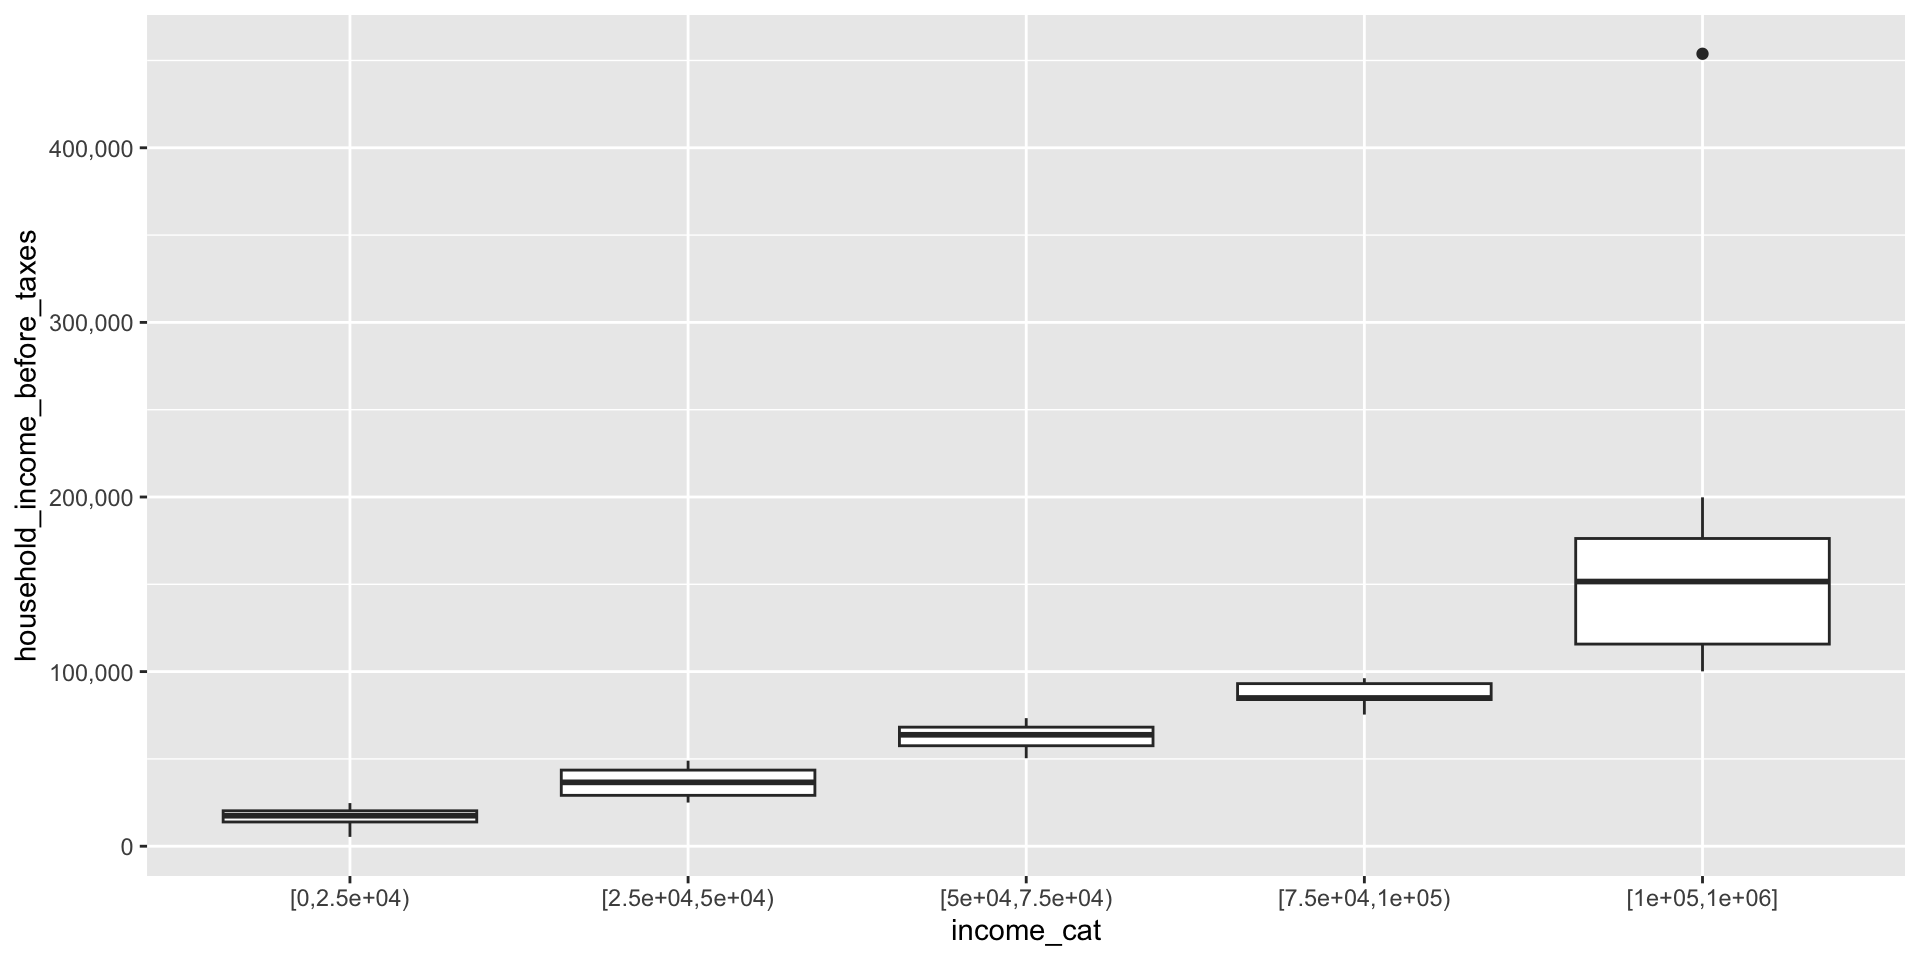 household_income_before_taxes
400,000
300,000
200,000
100,000
0
[0,2.5e+04)
[2.5e+04,5e+04)
[5e+04,7.5e+04)
[7.5e+04,1e+05)
[1e+05,1e+06]
income_cat